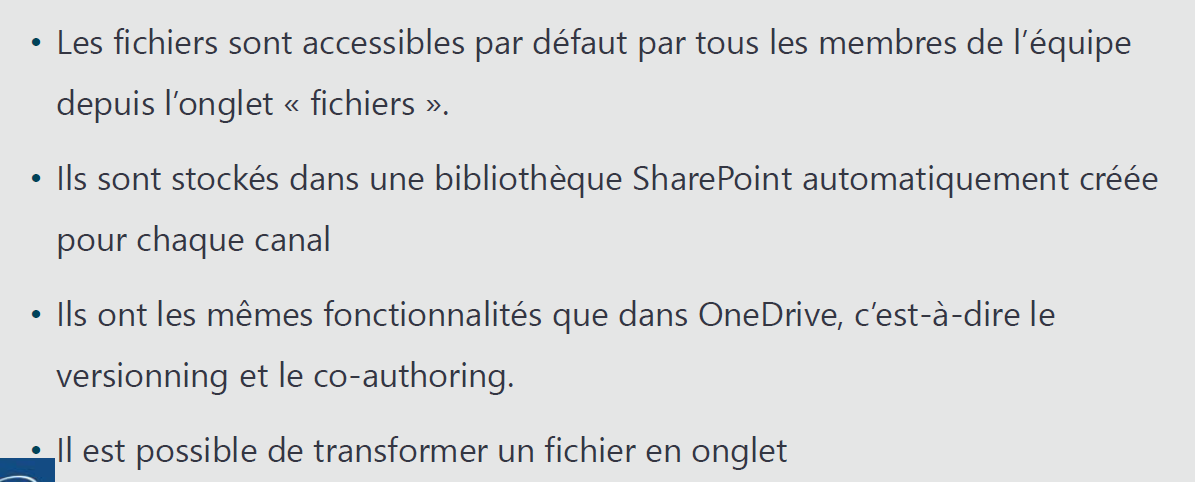 • Les fichiers sont accessibles par défaut par tous les membres de l’équipe
depuis l’onglet « fichiers ».
• Ils sont stockés dans une bibliothèque SharePoint automatiquement créée
pour chaque canal
• Ils ont les mêmes fonctionnalités que dans OneDrive, c’est-à-dire le
versionning et le co-authoring.
• Il est possible de transformer un fichier en onglet